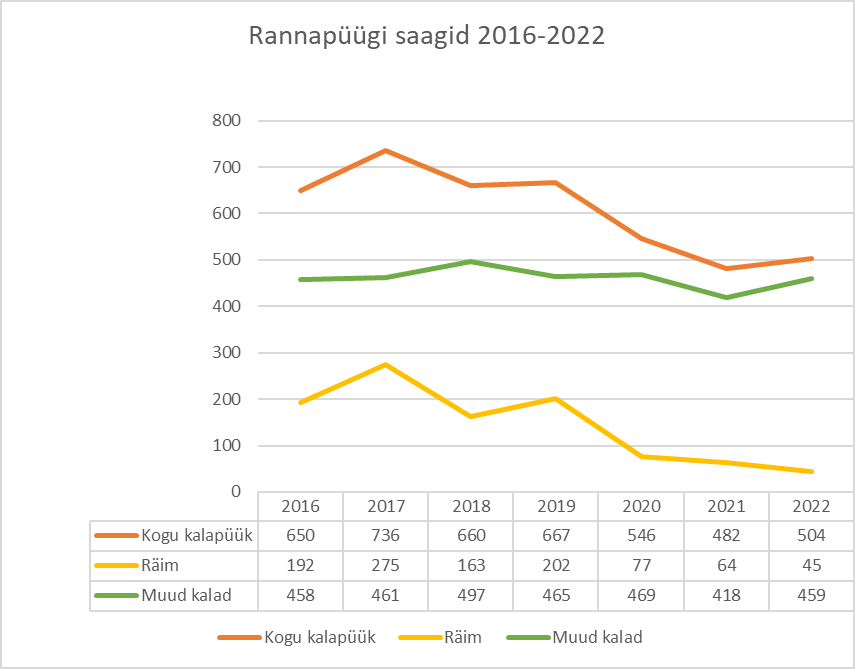 Rannapüügi saagid 2016-2022
800
700
600
500
400
300
200
100
0
2016 2017 2018 2019 2020 2021 2022
Kogu kalapüük 650 736 660 667 546 482 504
Räim 192 275 163 202 77 64 45
Muud kalad 458 461 497 465 469 418 459
Kogu kalapüük Räim Muud kalad